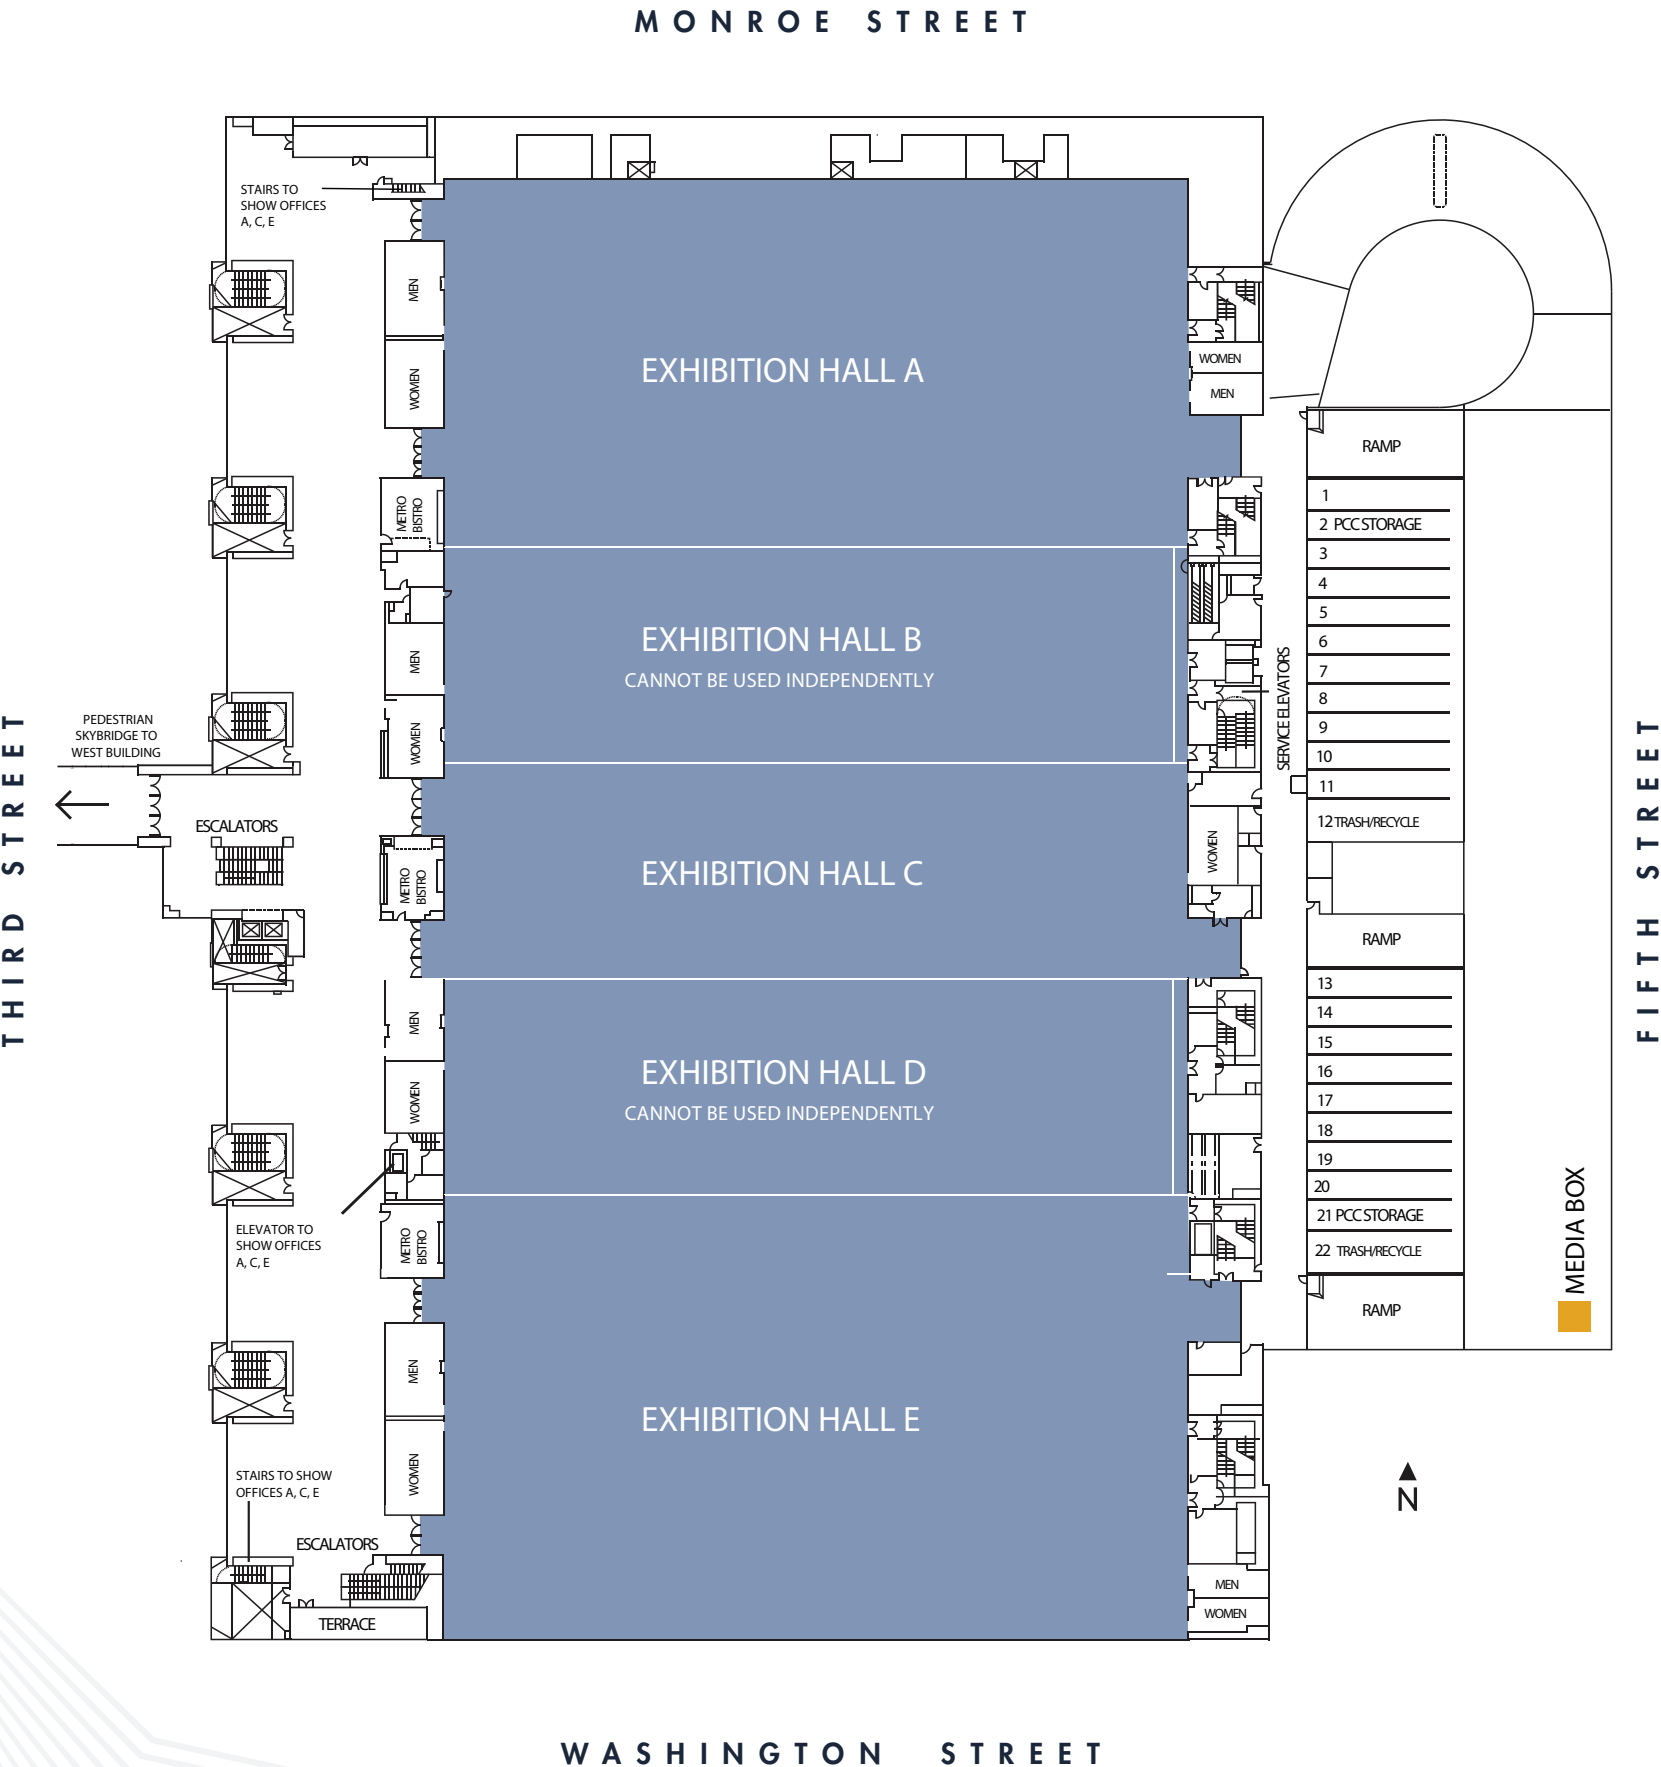 MONROE STREET
STAIRS TO
SHOW OFFICES
A, C, E
MEN
WOMEN
EXHIBITION HALL A
WOMEN
MEN
RAMP
METRO
BISTRO
1
2 PCC STORAGE
3
4
5
6
7
8
9
10
11
12 TRASH/RECYCLE
EXHIBITION HALL B
CANNOT BE USED INDEPENDENTLY
MEN
WOMEN
SERVICE ELEVATORS
THIRD STREET
PEDESTRIAN
SKYBRIDGE TO
WEST BUILDING
FIFTH STREET
ESCALATORS
METRO
BISTRO
EXHIBITION HALL C
WOMEN
RAMP
13
14
15
16
17
18
19
20
21 PCC STORAGE
22 TRASH/RECYCLE
MEN
WOMEN
EXHIBITION HALL D
CANNOT BE USED INDEPENDENTLY
ELEVATOR TO
SHOW OFFICES
A, C, E
METRO
BISTRO
MEDIA BOX
RAMP
MEN
WOMEN
EXHIBITION HALL E
STAIRS TO SHOW
OFFICES A, C, E
N
ESCALATORS
TERRACE
MEN
WOMEN
WASHINGTON STREET